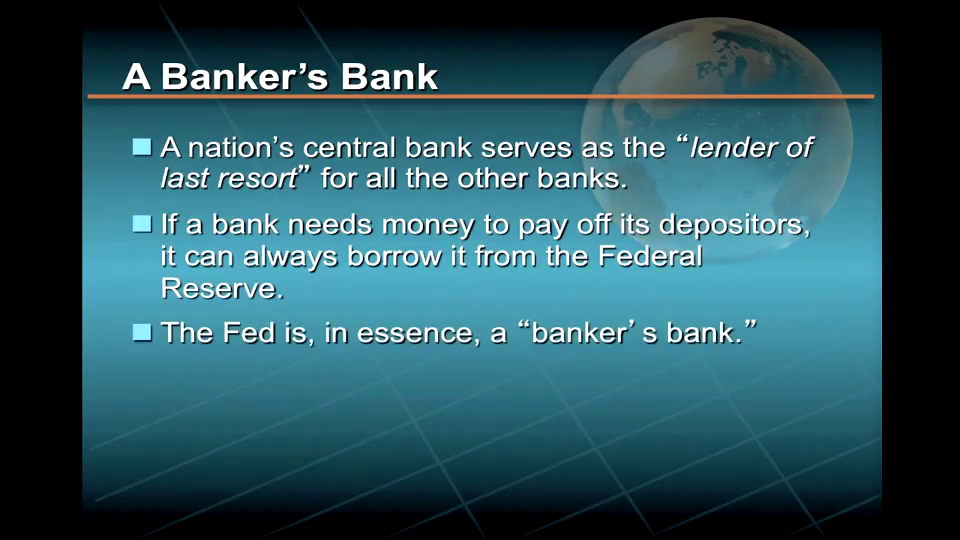 A Banker’s Bank
A nation’s central bank serves as the “lender of
last resort” for all the other banks.
If a bank needs money to pay off its depositors,
it can always borrow it from the Federal
Reserve.
The Fed is, in essence, a “banker’s bank.”